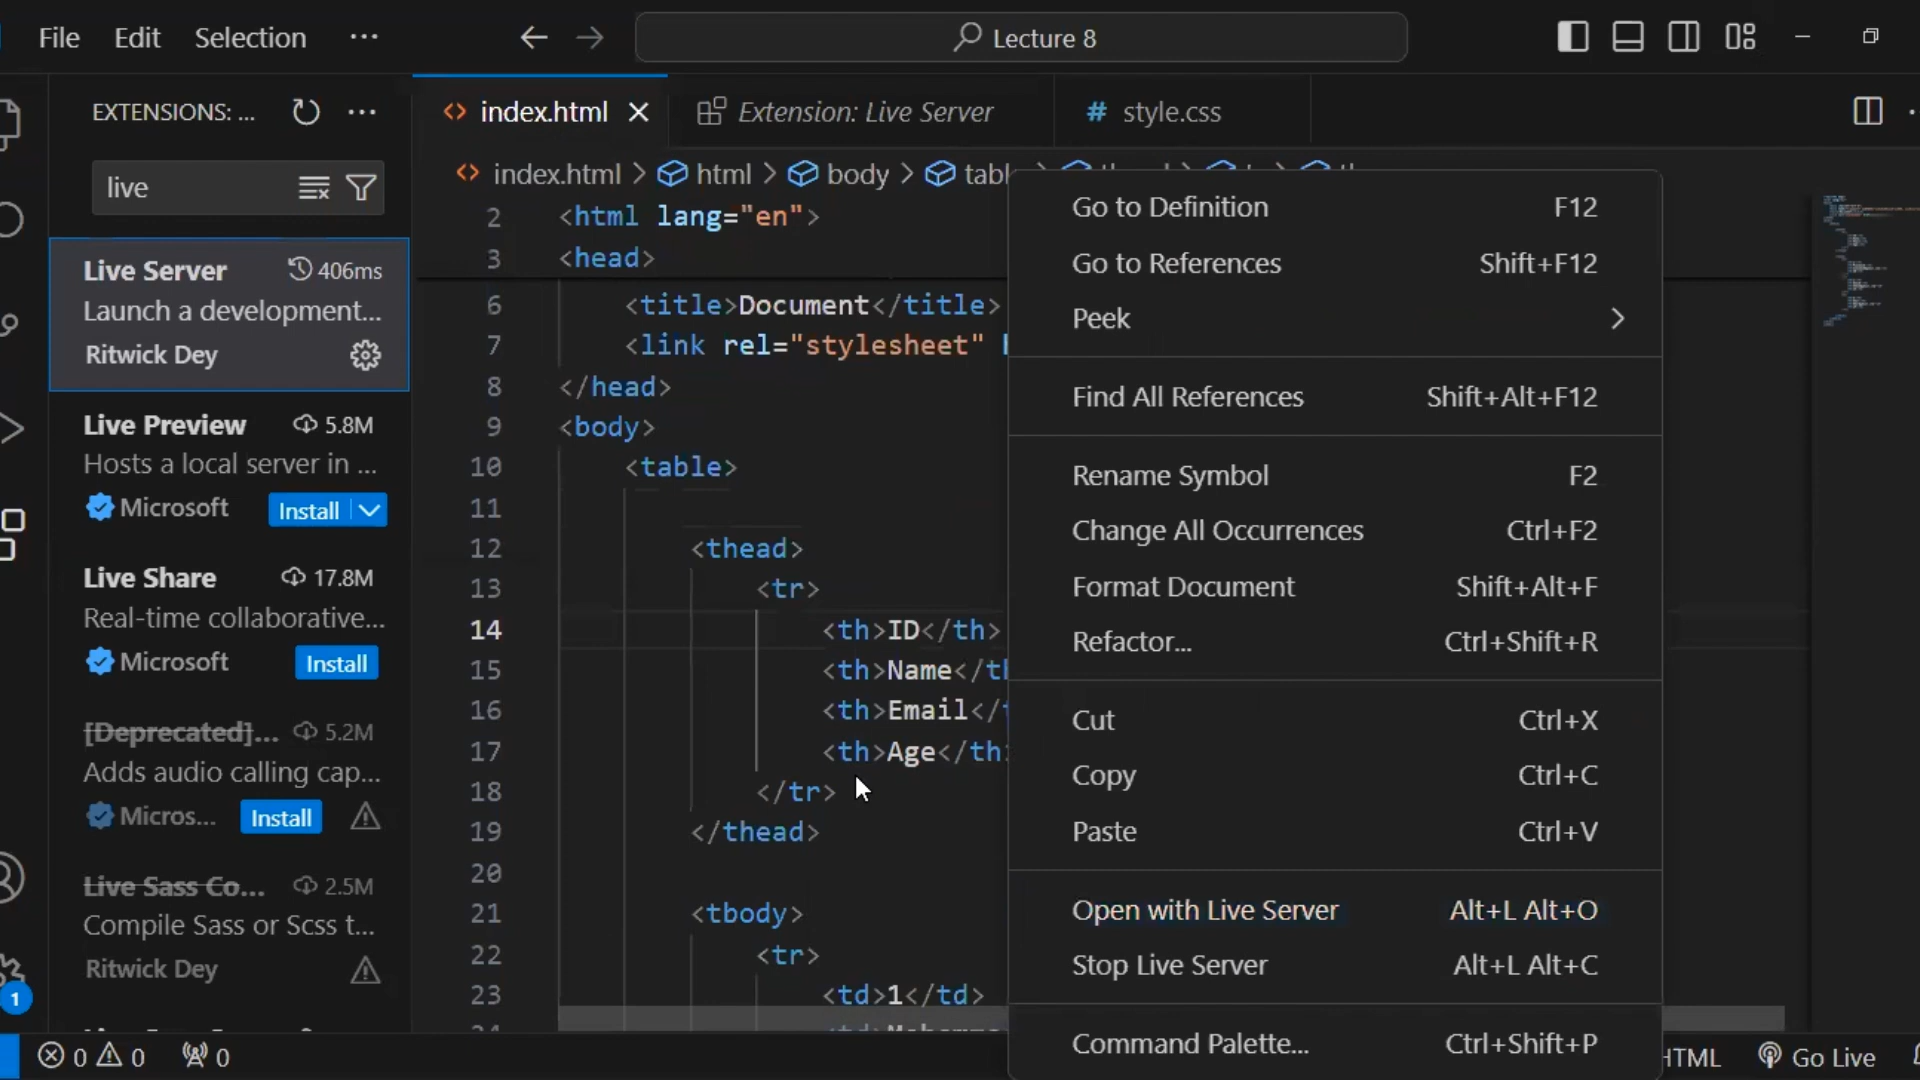 File Edit Selection ···
Lecture 8
EXTENSIONS: ...
live
Live Server 406ms
Launch a development...
Ritwick Dey
Live Preview 5.8M
Hosts a local server in ...
Microsoft Install
Live Share 17.8M
Real-time collaborative...
Microsoft Install
[Deprecated]... 5.2M
Adds audio calling cap...
Micros... Install
Live Sass Co... 2.5M
Compile Sass or Scss t...
Ritwick Dey
1
index.html
Extension: Live Server
# style.css
index.html > html > body >
2 <html lang="en">
3 <head>
6 <title>Document</title>
7 <link rel="stylesheet"
8 </head>
9 <body>
10 <table>
11
12 <thead>
13 <tr>
14 <th>ID</th>
15 <th>Name</th
16 <th>Email</
17 <th>Age</th
18 </tr>
19 </thead>
20
21 <tbody>
22 <tr>
23 <td>1</td>
Go to Definition F12
Go to References Shift+F12
Peek
Find All References Shift+Alt+F12
Rename Symbol F2
Change All Occurrences Ctrl+F2
Format Document Shift+Alt+F
Refactor... Ctrl+Shift+R
Cut Ctrl+X
Copy Ctrl+C
Paste Ctrl+V
Open with Live Server Alt+L Alt+O
Stop Live Server Alt+L Alt+C
Command Palette... Ctrl+Shift+P
0 0 0
HTML Go Live